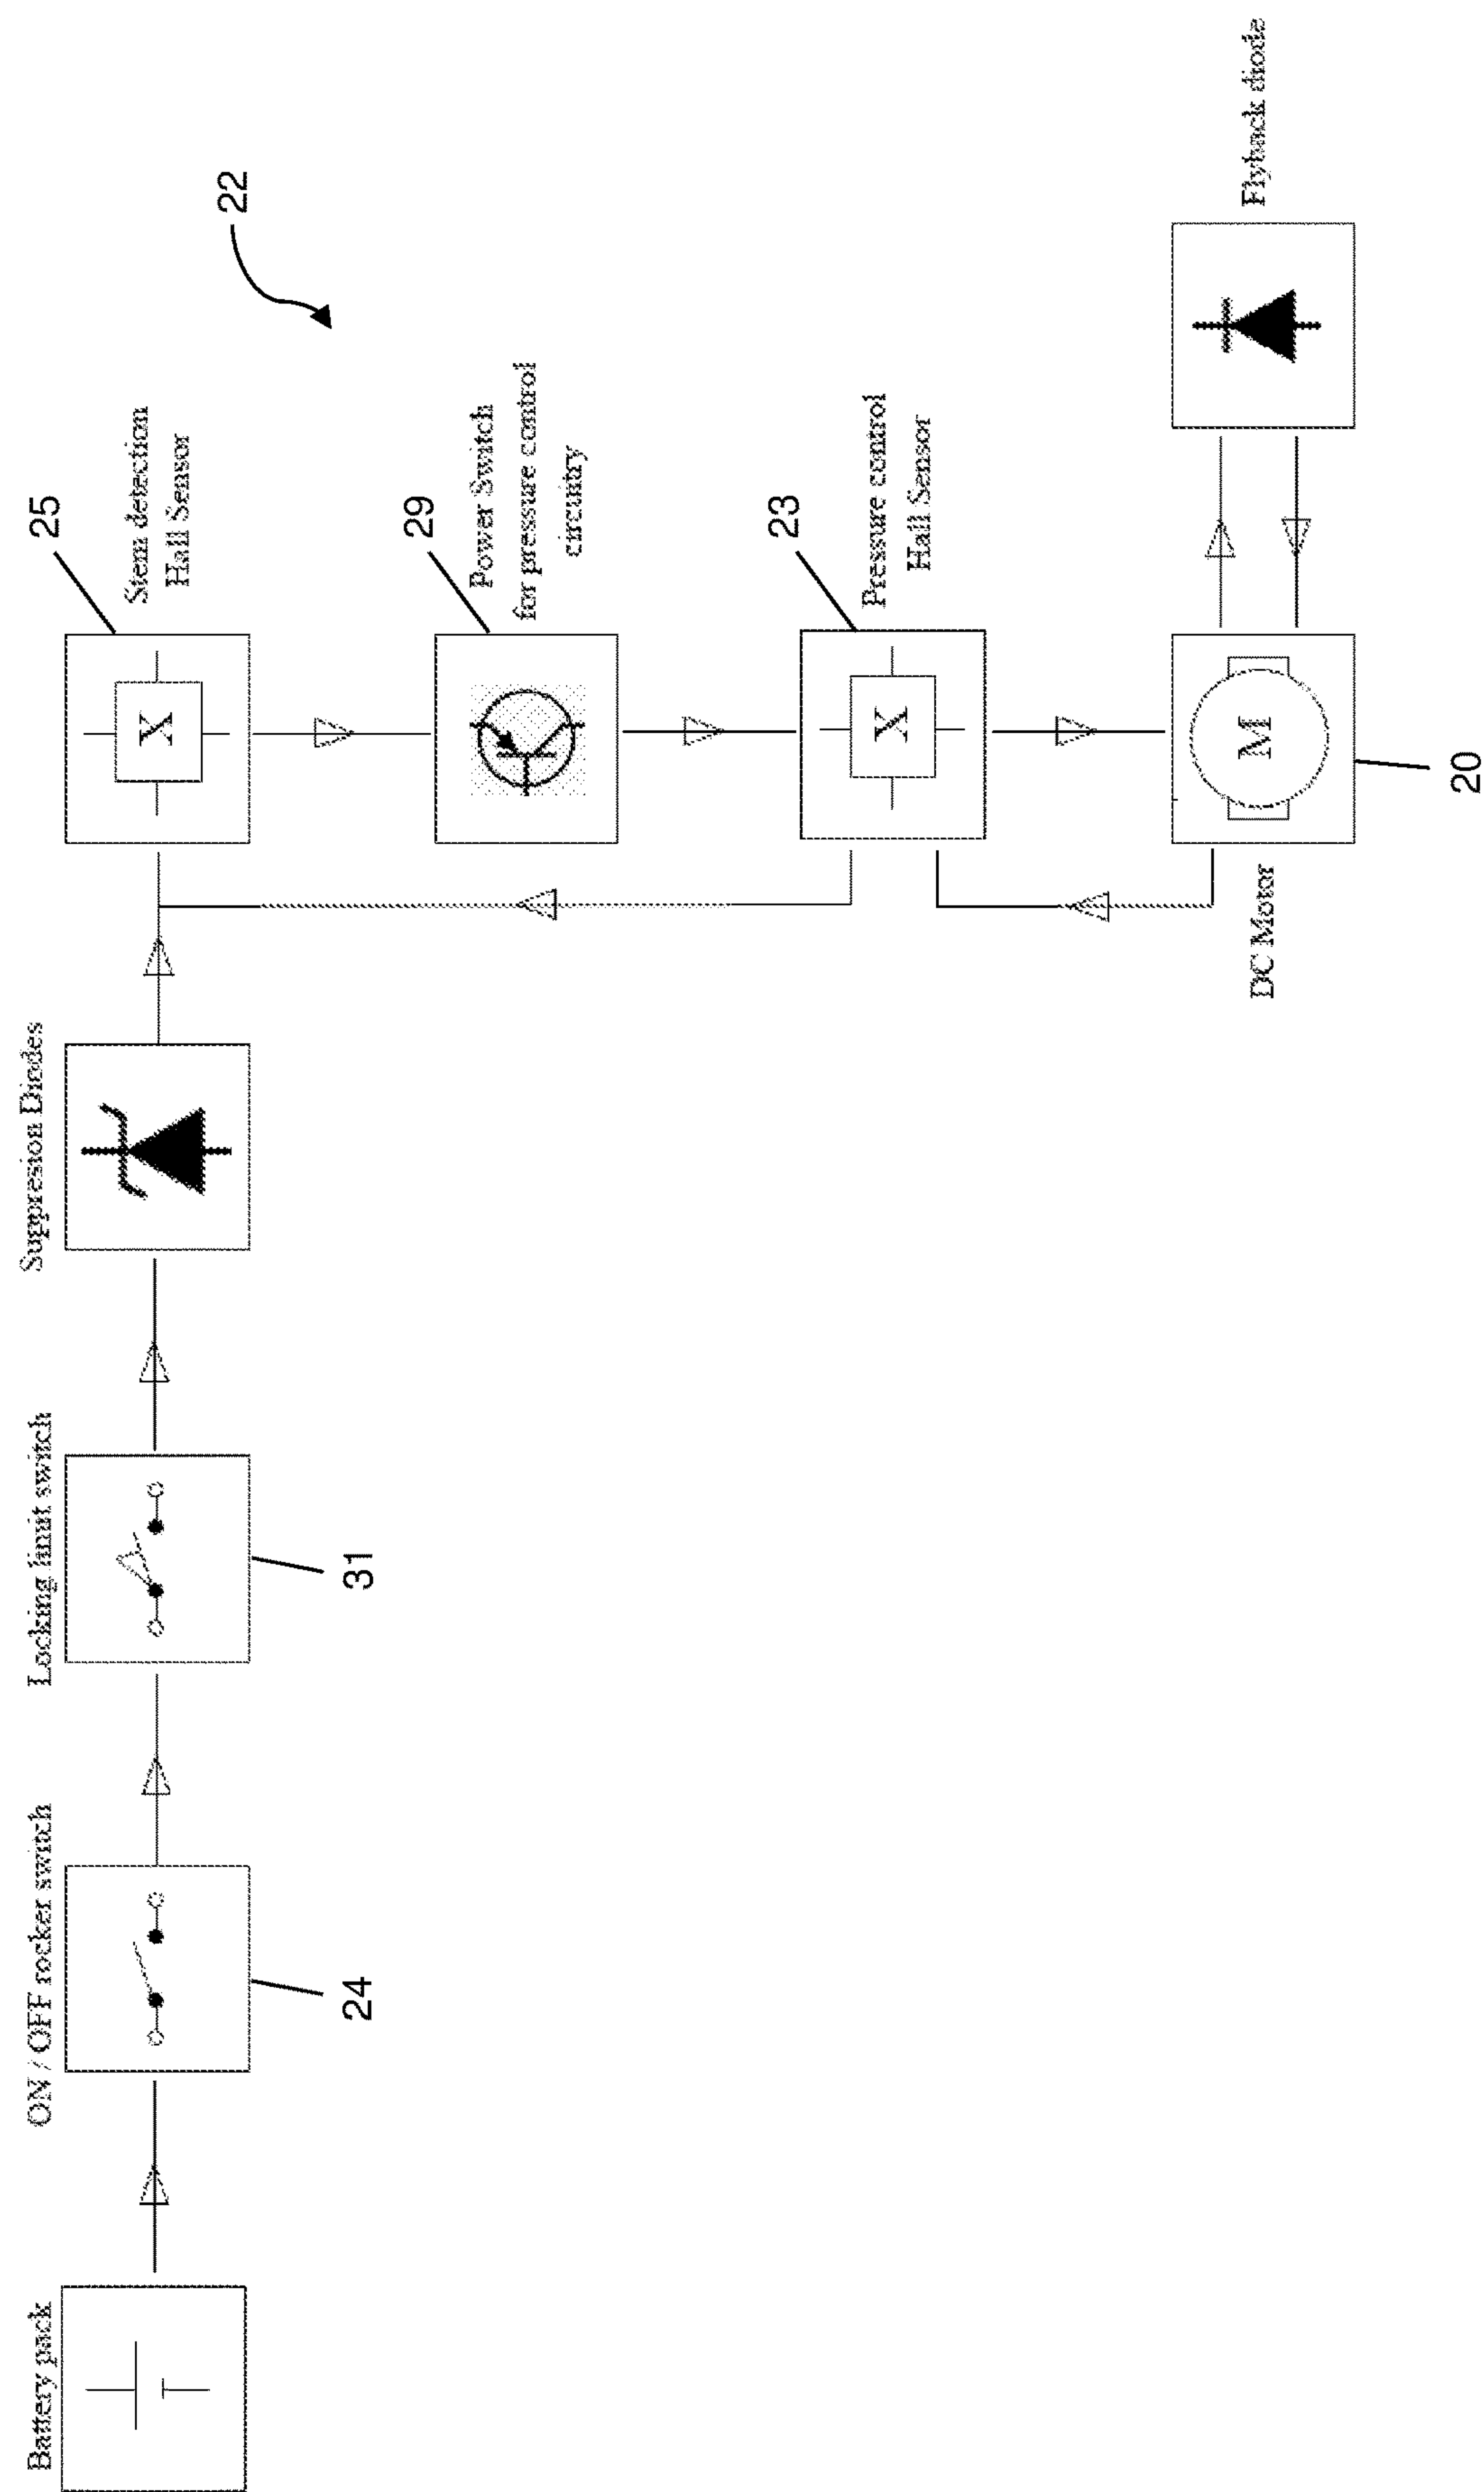 Battery pack
ON / OFF rocker switch
24
Locking limit switch
31
Suppresion Diodes
25
Stem detection
Hall Sensor
X
22
29
Power Switch
for pressure control
circuitry
23
Pressure control
Hall Sensor
X
DC Motor
M
20
Flyback diode